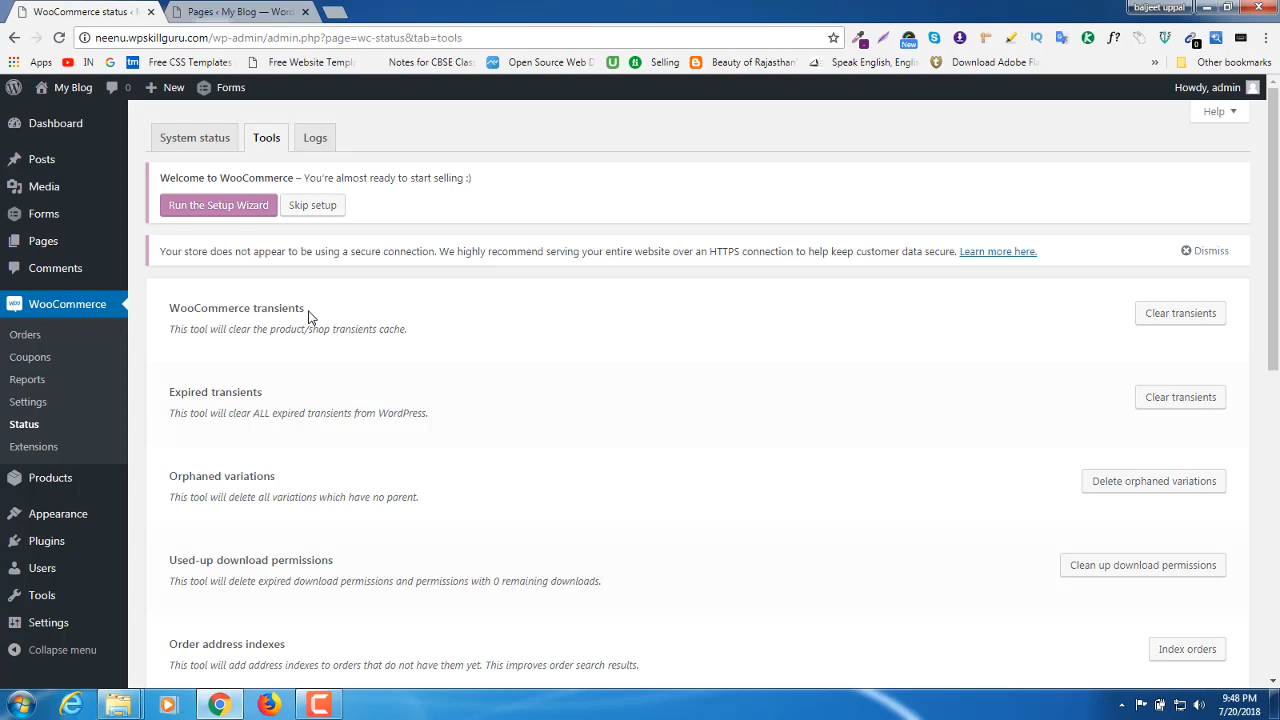 WooCommerce status ‹ M
Pages ‹ My Blog — Word
baljeet uppal
neenu.wpskillguru.com/wp-admin/admin.php?page=wc-status&tab=tools
New
Apps
IN
Free CSS Templates
Free Website Templ
Notes for CBSE Clas
Open Source Web D
Selling
Beauty of Rajasthan
Speak English, Engli
Download Adobe Fla
»
Other bookmarks
My Blog
0
New
Forms
Howdy, admin
Help
Dashboard
Posts
Media
Forms
Pages
Comments
WooCommerce
Orders
Coupons
Reports
Settings
Status
Extensions
Products
Appearance
Plugins
Users
Tools
Settings
Collapse menu
System status
Tools
Logs
Welcome to WooCommerce – You're almost ready to start selling :)
Run the Setup Wizard
Skip setup
Your store does not appear to be using a secure connection. We highly recommend serving your entire website over an HTTPS connection to help keep customer data secure. Learn more here.
Dismiss
WooCommerce transients
This tool will clear the product/shop transients cache.
Clear transients
Expired transients
This tool will clear ALL expired transients from WordPress.
Clear transients
Orphaned variations
This tool will delete all variations which have no parent.
Delete orphaned variations
Used-up download permissions
This tool will delete expired download permissions and permissions with 0 remaining downloads.
Clean up download permissions
Order address indexes
This tool will add address indexes to orders that do not have them yet. This improves order search results.
Index orders
9:48 PM
7/20/2018